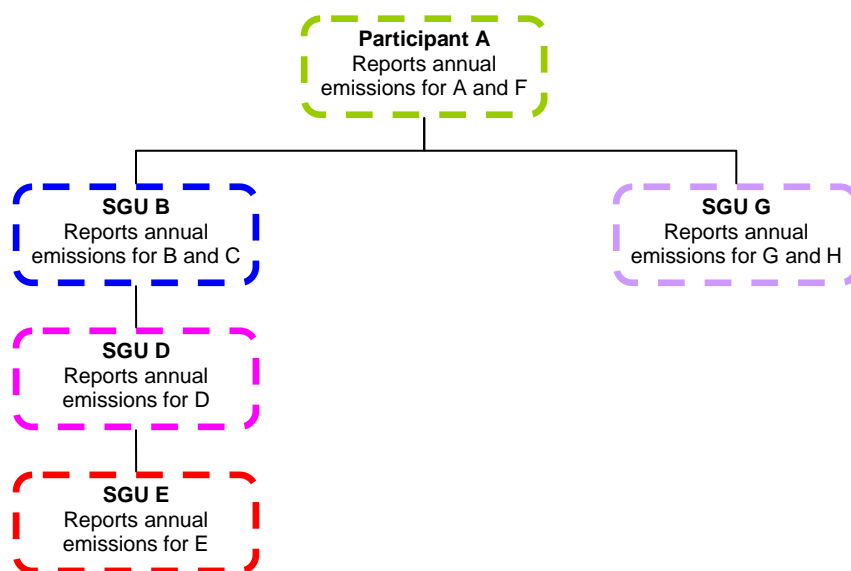 Participant A
Reports annual
emissions for A and F
SGU B
Reports annual
emissions for B and C
SGU G
Reports annual
emissions for G and H
SGU D
Reports annual
emissions for D
SGU E
Reports annual
emissions for E